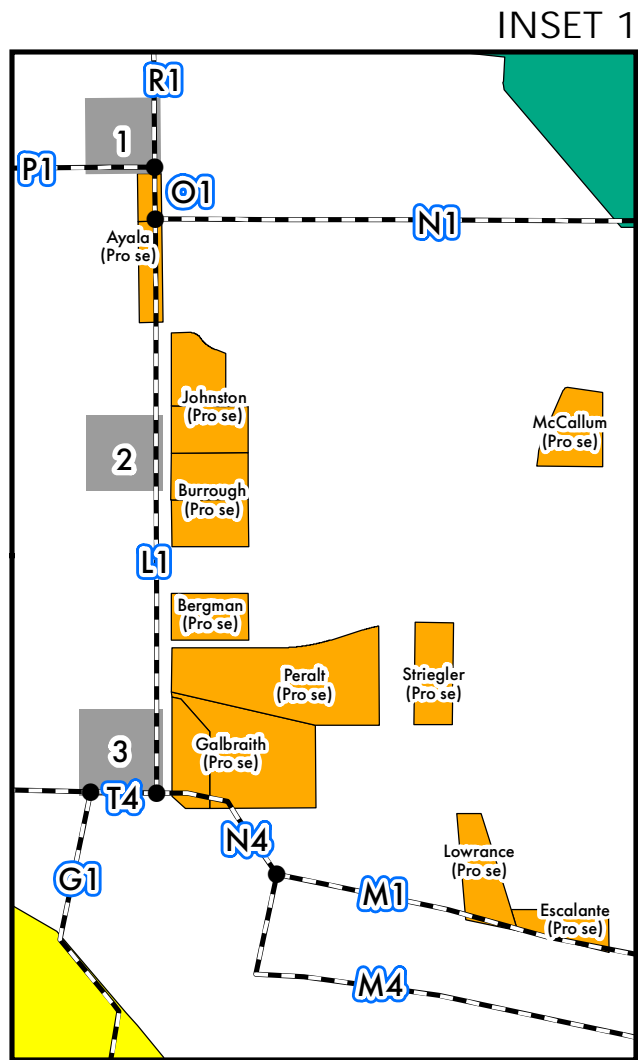 INSET 1
R1
1
P1
O1
N1
Ayala
(Pro se)
Johnston
(Pro se)
McCallum
(Pro se)
2
Burrough
(Pro se)
L1
Bergman
(Pro se)
Peralt
(Pro se)
Striegler
(Pro se)
3
Galbraith
(Pro se)
T4
N4
G1
Lowrance
(Pro se)
M1
Escalante
(Pro se)
M4